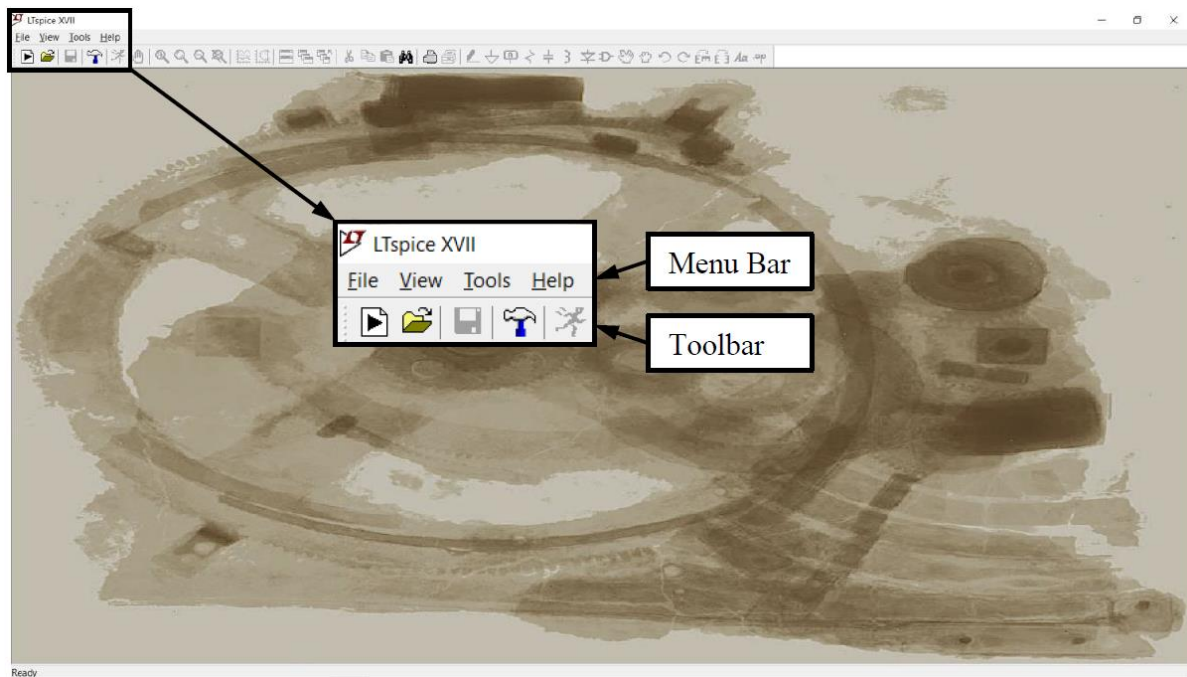 LTspice XVII
File View Tools Help
LTspice XVII
File View Tools Help
Menu Bar
Toolbar
Ready